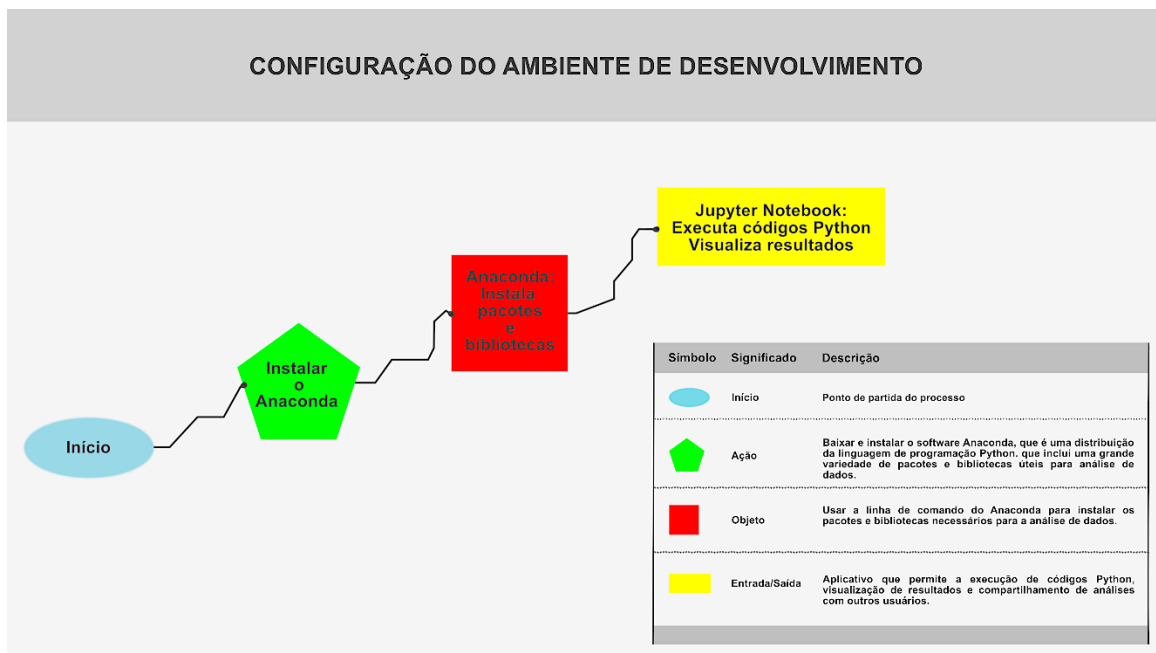 CONFIGURAÇÃO DO AMBIENTE DE DESENVOLVIMENTO
Início
Instalar
o
Anaconda
Anaconda:
Instala
pacotes
e
bibliotecas
Jupyter Notebook:
Executa códigos Python
Visualiza resultados
Símbolo Significado Descrição
Início Ponto de partida do processo
Ação
Baixar e instalar o software Anaconda, que é uma distribuição
da linguagem de programação Python. que inclui uma grande
variedade de pacotes e bibliotecas úteis para análise de
dados.
Objeto
Usar a linha de comando do Anaconda para instalar os
pacotes e bibliotecas necessários para a análise de dados.
Entrada/Saída
Aplicativo que permite a execução de códigos Python,
visualização de resultados e compartilhamento de análises
com outros usuários.